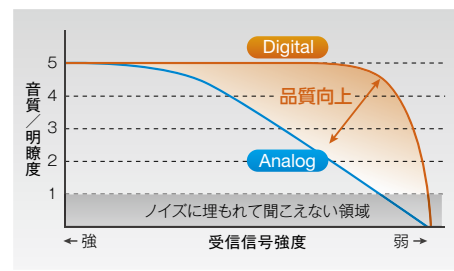 Digital
5
4
3
2
1
音質／明瞭度
品質向上
Analog
ノイズに埋もれて聞こえない領域
←強
受信信号強度
弱→